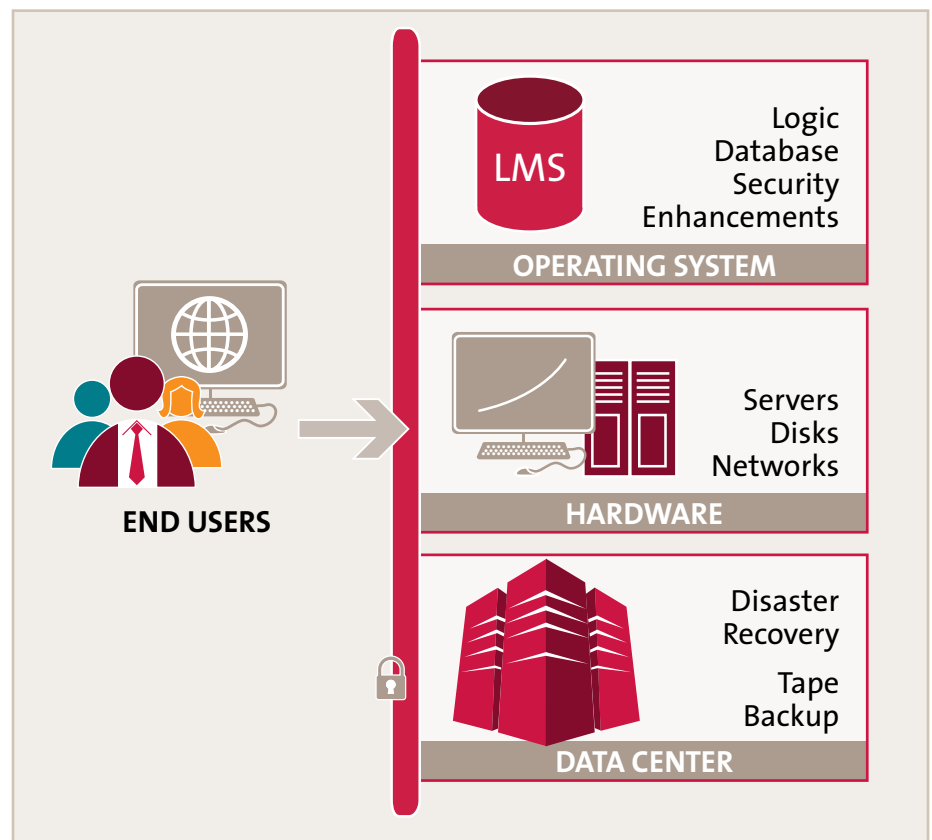 LMS
Logic
Database
Security
Enhancements
OPERATING SYSTEM
END USERS
Servers
Disks
Networks
HARDWARE
Disaster
Recovery
Tape
Backup
DATA CENTER